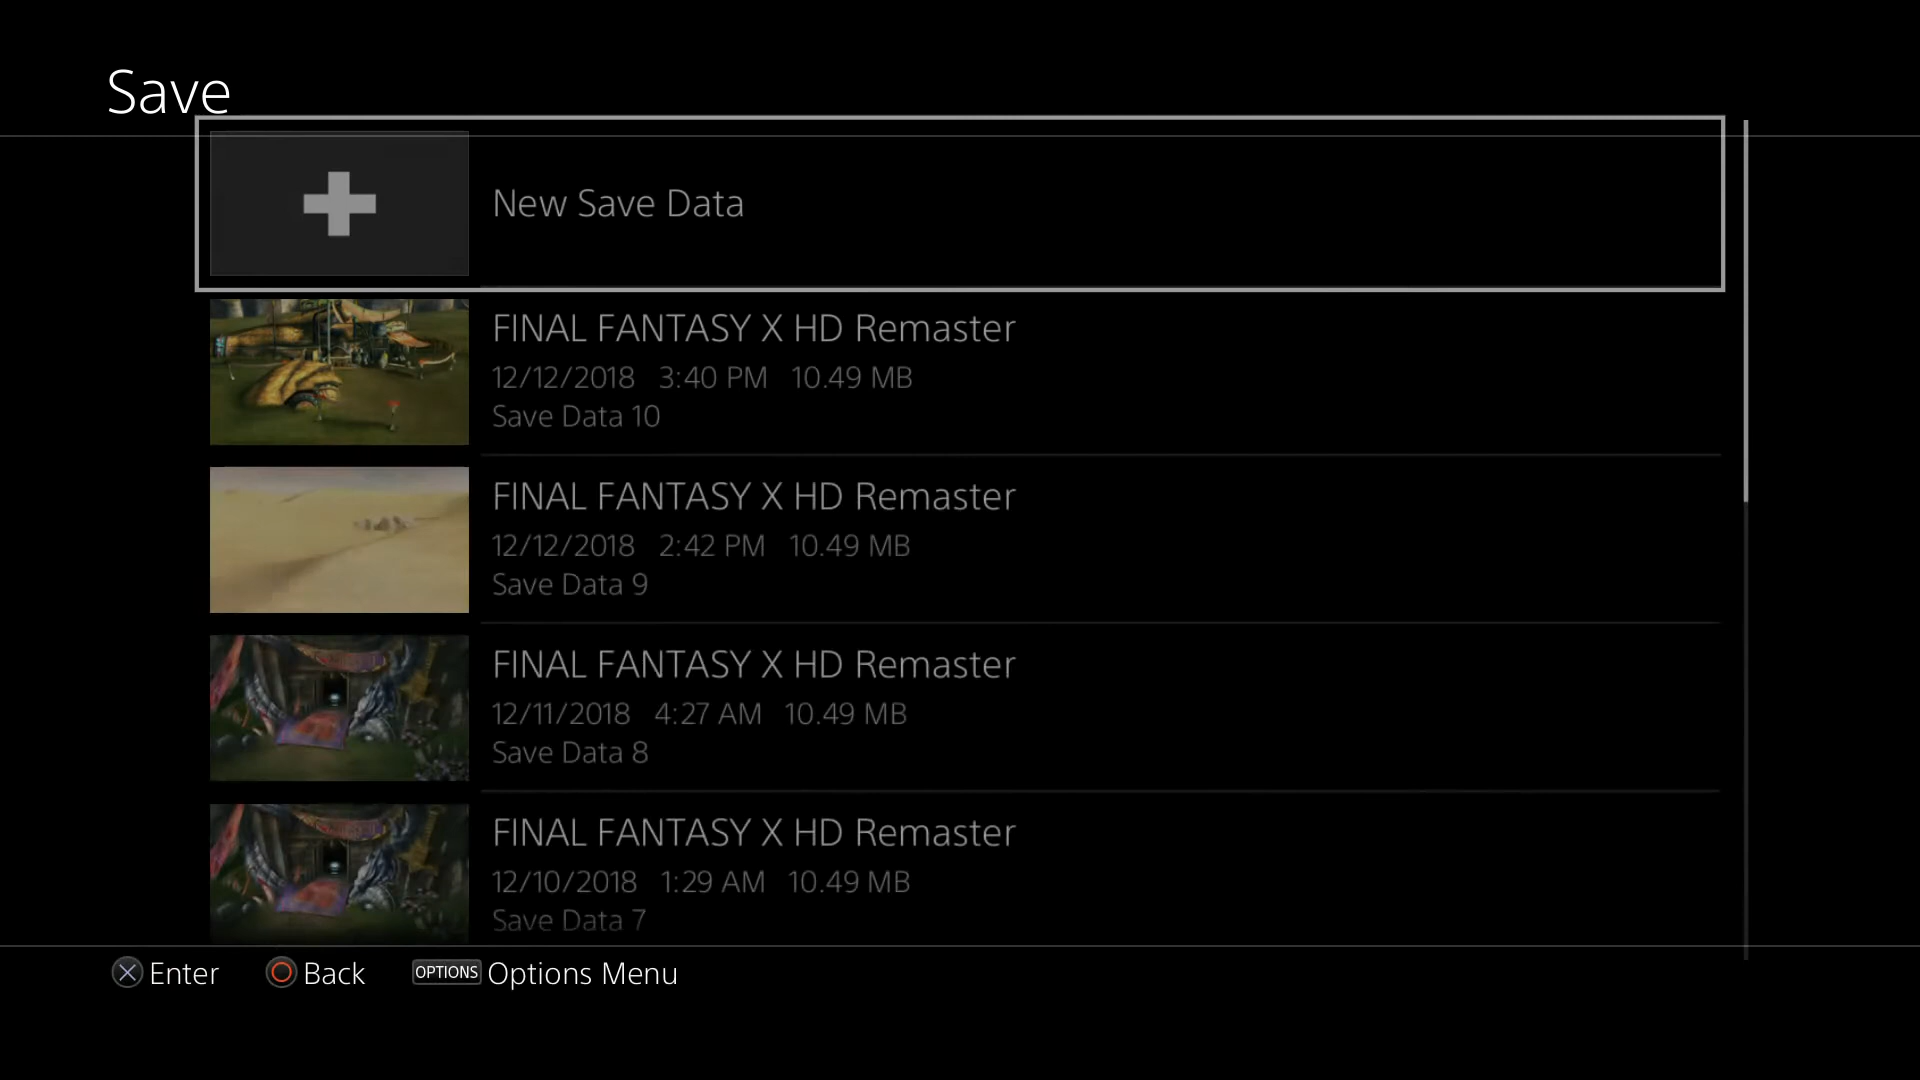 Save
New Save Data
FINAL FANTASY X HD Remaster
12/12/2018 3:40 PM 10.49 MB
Save Data 10
FINAL FANTASY X HD Remaster
12/12/2018 2:42 PM 10.49 MB
Save Data 9
FINAL FANTASY X HD Remaster
12/11/2018 4:27 AM 10.49 MB
Save Data 8
FINAL FANTASY X HD Remaster
12/10/2018 1:29 AM 10.49 MB
Save Data 7
Enter Back OPTIONS Options Menu